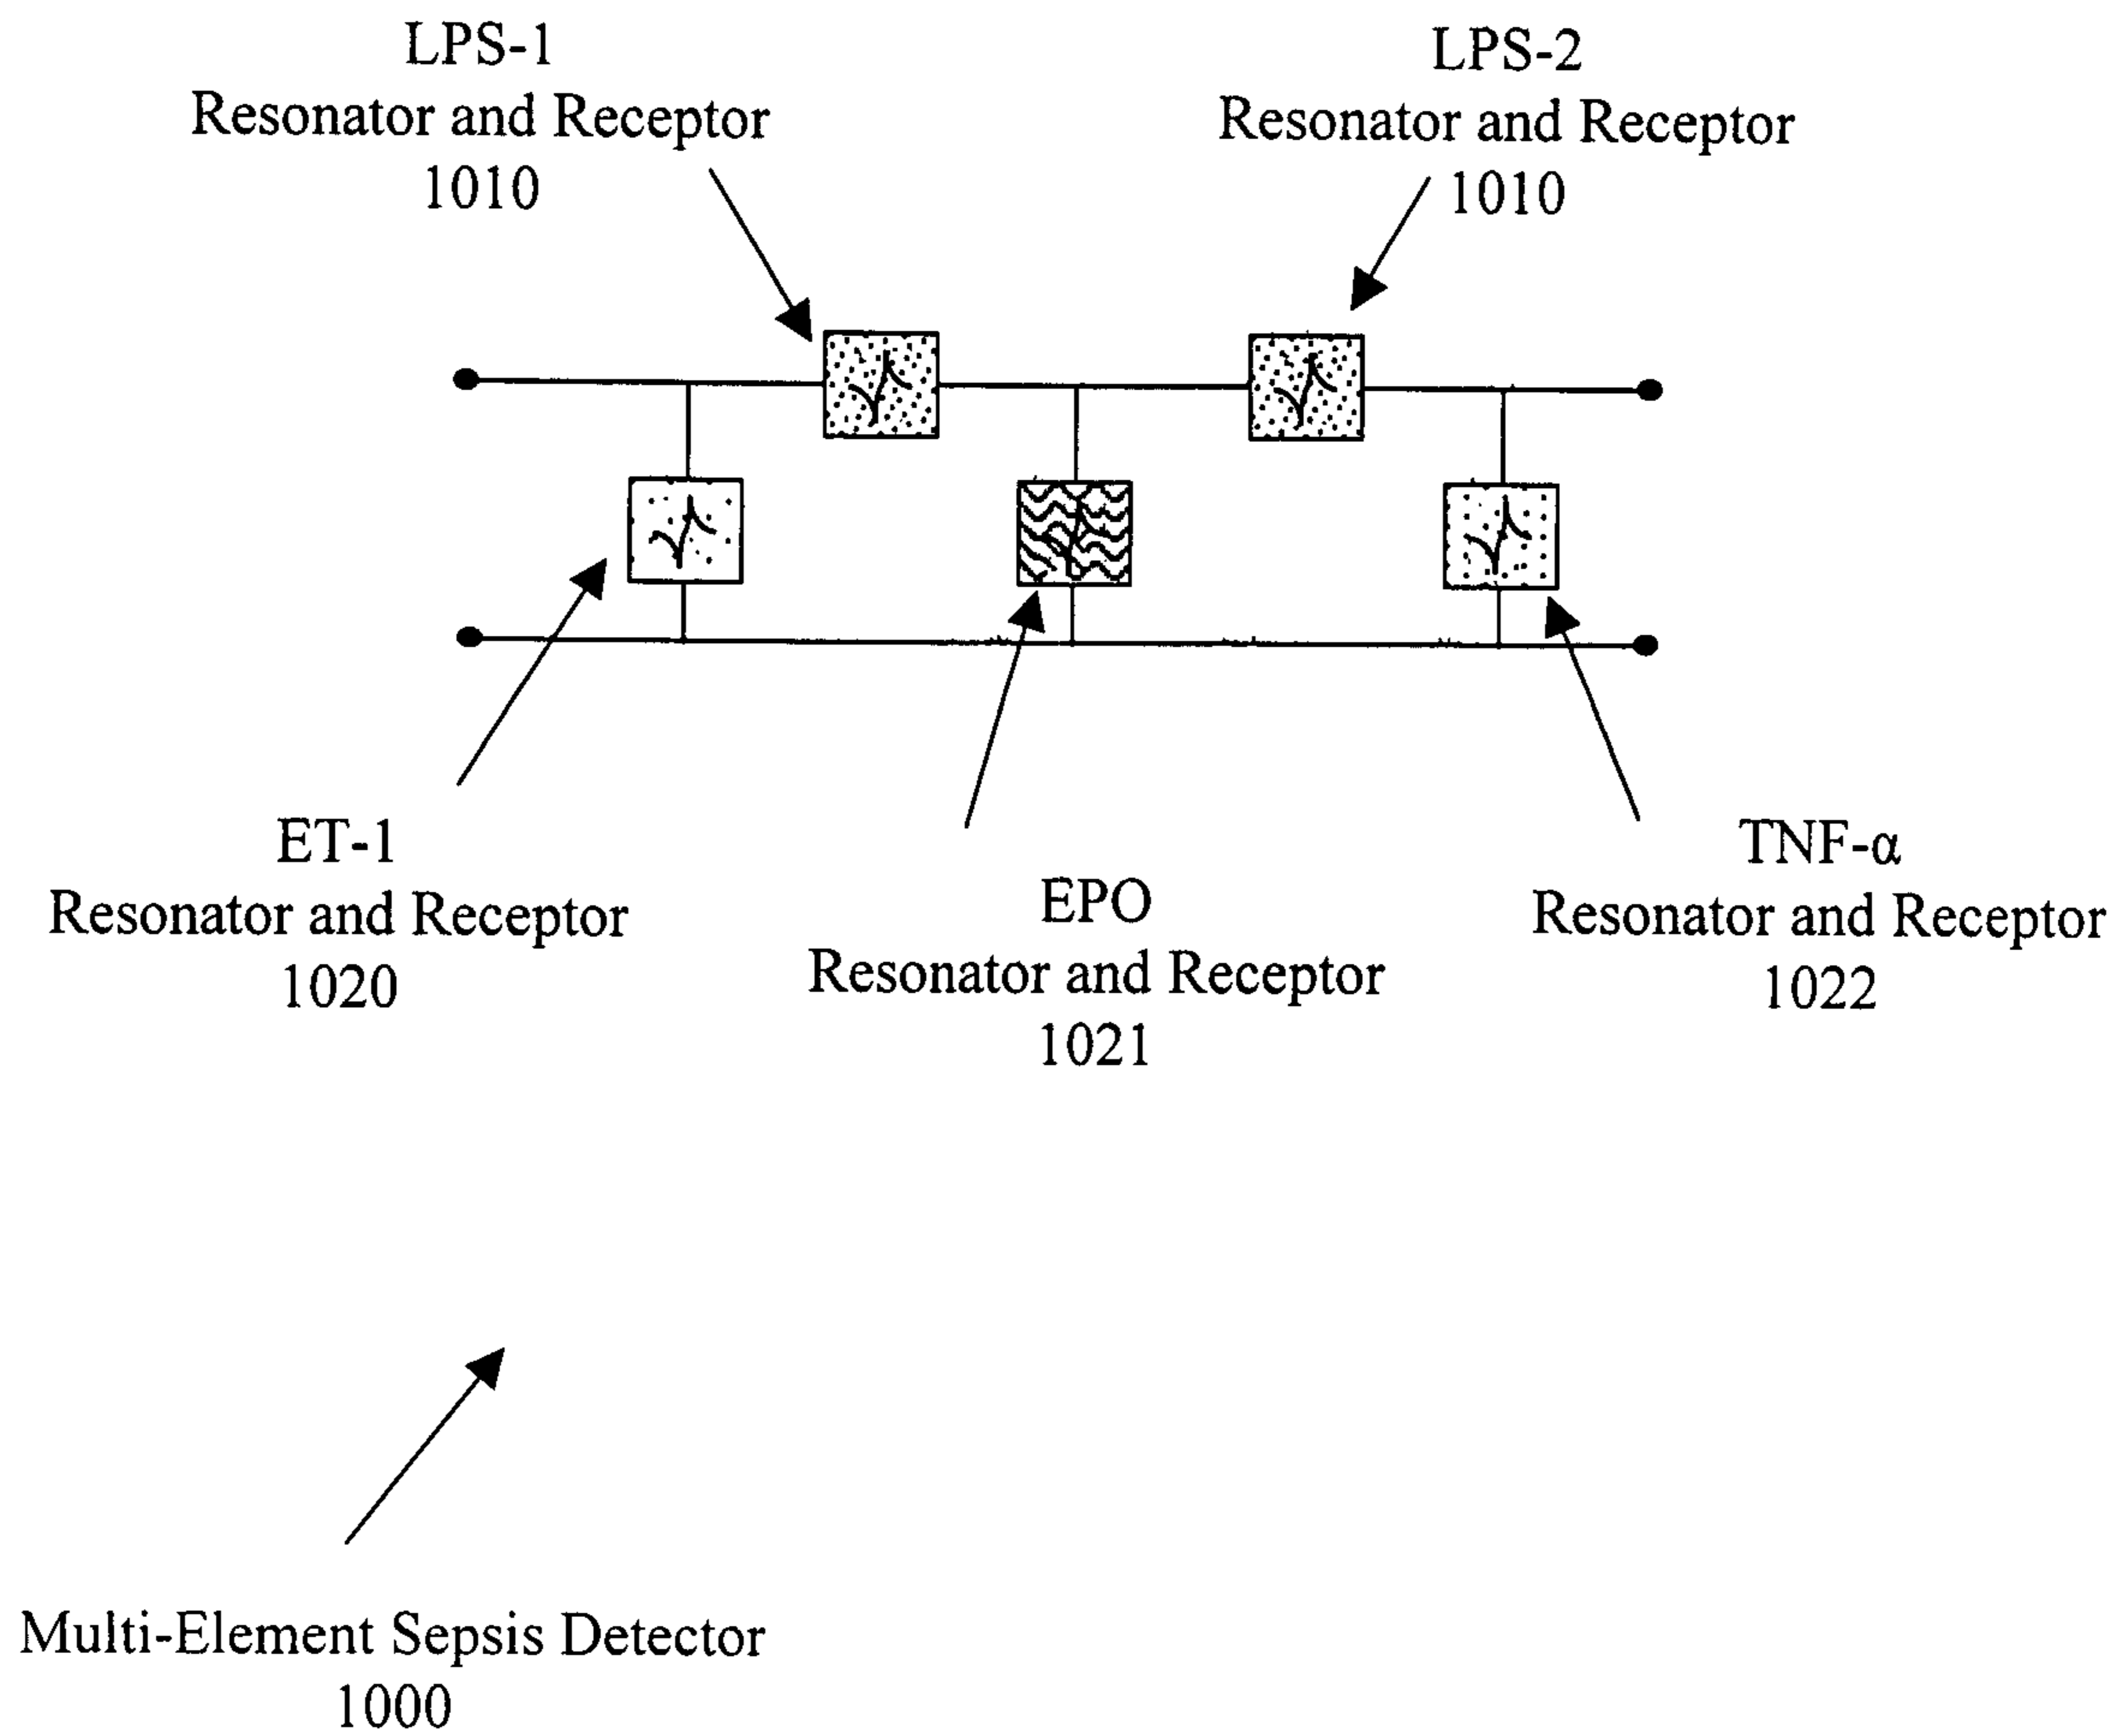 LPS-1
Resonator and Receptor
1010
LPS-2
Resonator and Receptor
1010
ET-1
Resonator and Receptor
1020
EPO
Resonator and Receptor
1021
TNF-α
Resonator and Receptor
1022
Multi-Element Sepsis Detector
1000